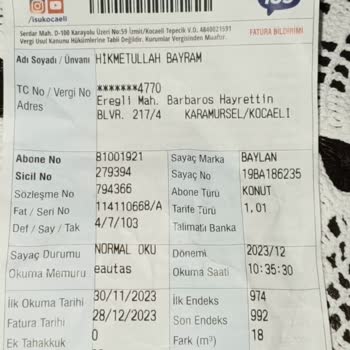 /isukocaeli
Serdar Mah. D-100 Karayolu Üzeri No:59 İzmit/Kocaeli Tepecik V.D. 4840021591
Vergi Usul Kanunu Hükümlerine Tabii Değildir. Kurumlar Vergisinden Muaftır.
FATURA BİLDİRİMİ
Adı Soyadı / Ünvanı HİKMETULLAH BAYRAM
TC No / Vergi No *******4770
Adres Eregli Mah. Barbaros Hayrettin
BLVR. 217/4 KARAMURSEL/KOCAELİ
Abone No 81001921 Sayaç Marka BAYLAN
Sicil No 279394 Sayaç No 19BA186235
Sözleşme No 794366 Abone Türü KONUT
Fat / Seri No 114110668/A Tarife Türü 1,01
Def / Say / Tak 4/7/103 Talimatlı Banka
Sayaç Durumu NORMAL OKU Dönemi 2023/12
Okuma Memuru eautas Okuma Saati 10:35:30
İlk Okuma Tarihi 30/11/2023 İlk Endeks 974
Fatura Tarihi 28/12/2023 Son Endeks 992
Ek Tahakkuk 0 Fark (m³) 18